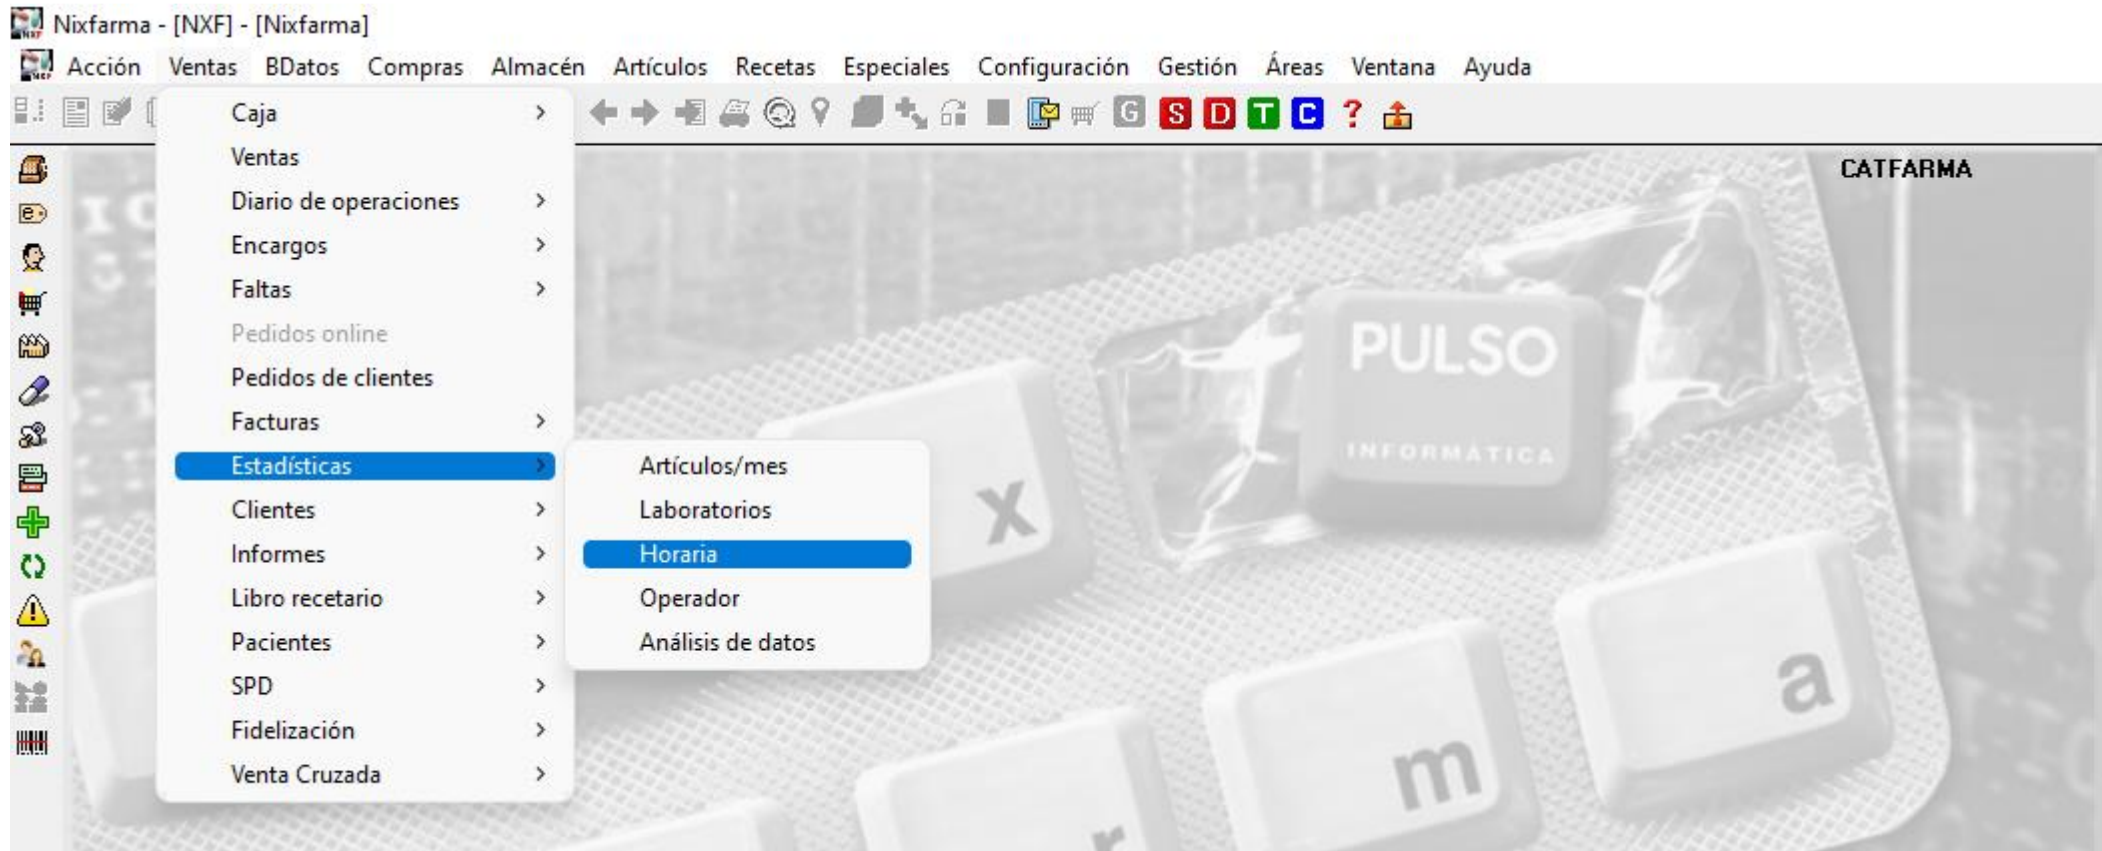 Nixfarma - [NXF] - [Nixfarma]
Acción Ventas BDatos Compras Almacén Artículos Recetas Especiales Configuración Gestión Áreas Ventana Ayuda
G S D T C ?
CATFARMA
Caja
Ventas
Diario de operaciones
Encargos
Faltas
Pedidos online
Pedidos de clientes
Facturas
Estadísticas
Clientes
Informes
Libro recetario
Pacientes
SPD
Fidelización
Venta Cruzada
Artículos/mes
Laboratorios
Horaria
Operador
Análisis de datos
PULSO
INFORMÁTICA
x
a
m
r